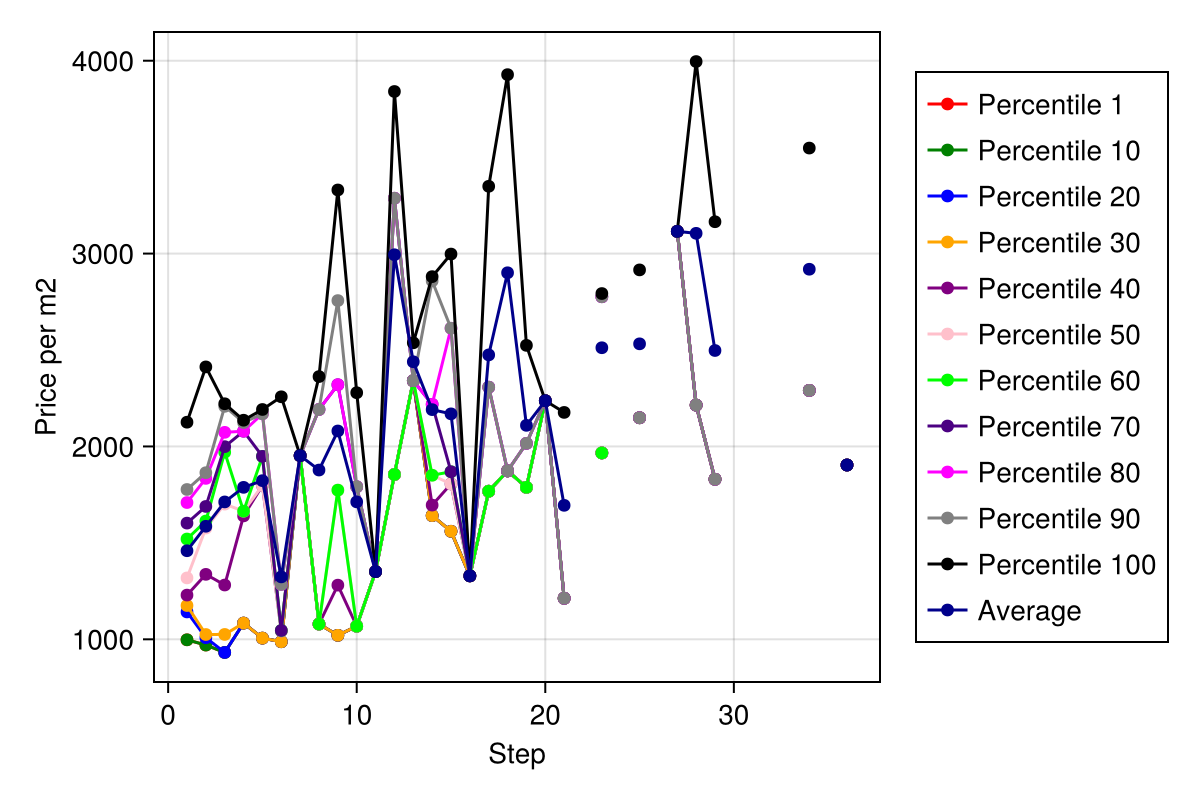 4000
3000
2000
1000
Price per m2
0
10
20
30
Step
Percentile 1
Percentile 10
Percentile 20
Percentile 30
Percentile 40
Percentile 50
Percentile 60
Percentile 70
Percentile 80
Percentile 90
Percentile 100
Average